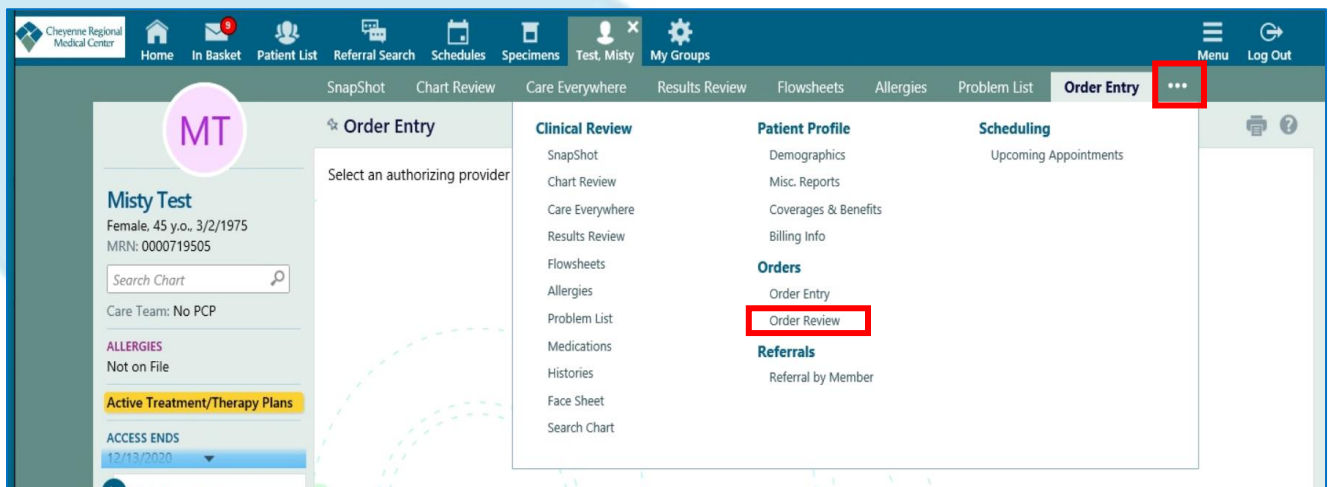 Cheyenne Regional
Medical Center
9
Home In Basket Patient List Referral Search Schedules Specimens Test, Misty My Groups Menu Log Out
SnapShot Chart Review Care Everywhere Results Review Flowsheets Allergies Problem List Order Entry
MT
Misty Test
Female, 45 y.o., 3/2/1975
MRN: 0000719505
Search Chart
Care Team: No PCP
ALLERGIES
Not on File
Active Treatment/Therapy Plans
ACCESS ENDS
12/13/2020
Order Entry
Select an authorizing provider
Clinical Review
SnapShot
Chart Review
Care Everywhere
Results Review
Flowsheets
Allergies
Problem List
Medications
Histories
Face Sheet
Search Chart
Patient Profile
Demographics
Misc. Reports
Coverages & Benefits
Billing Info
Orders
Order Entry
Order Review
Referrals
Referral by Member
Scheduling
Upcoming Appointments